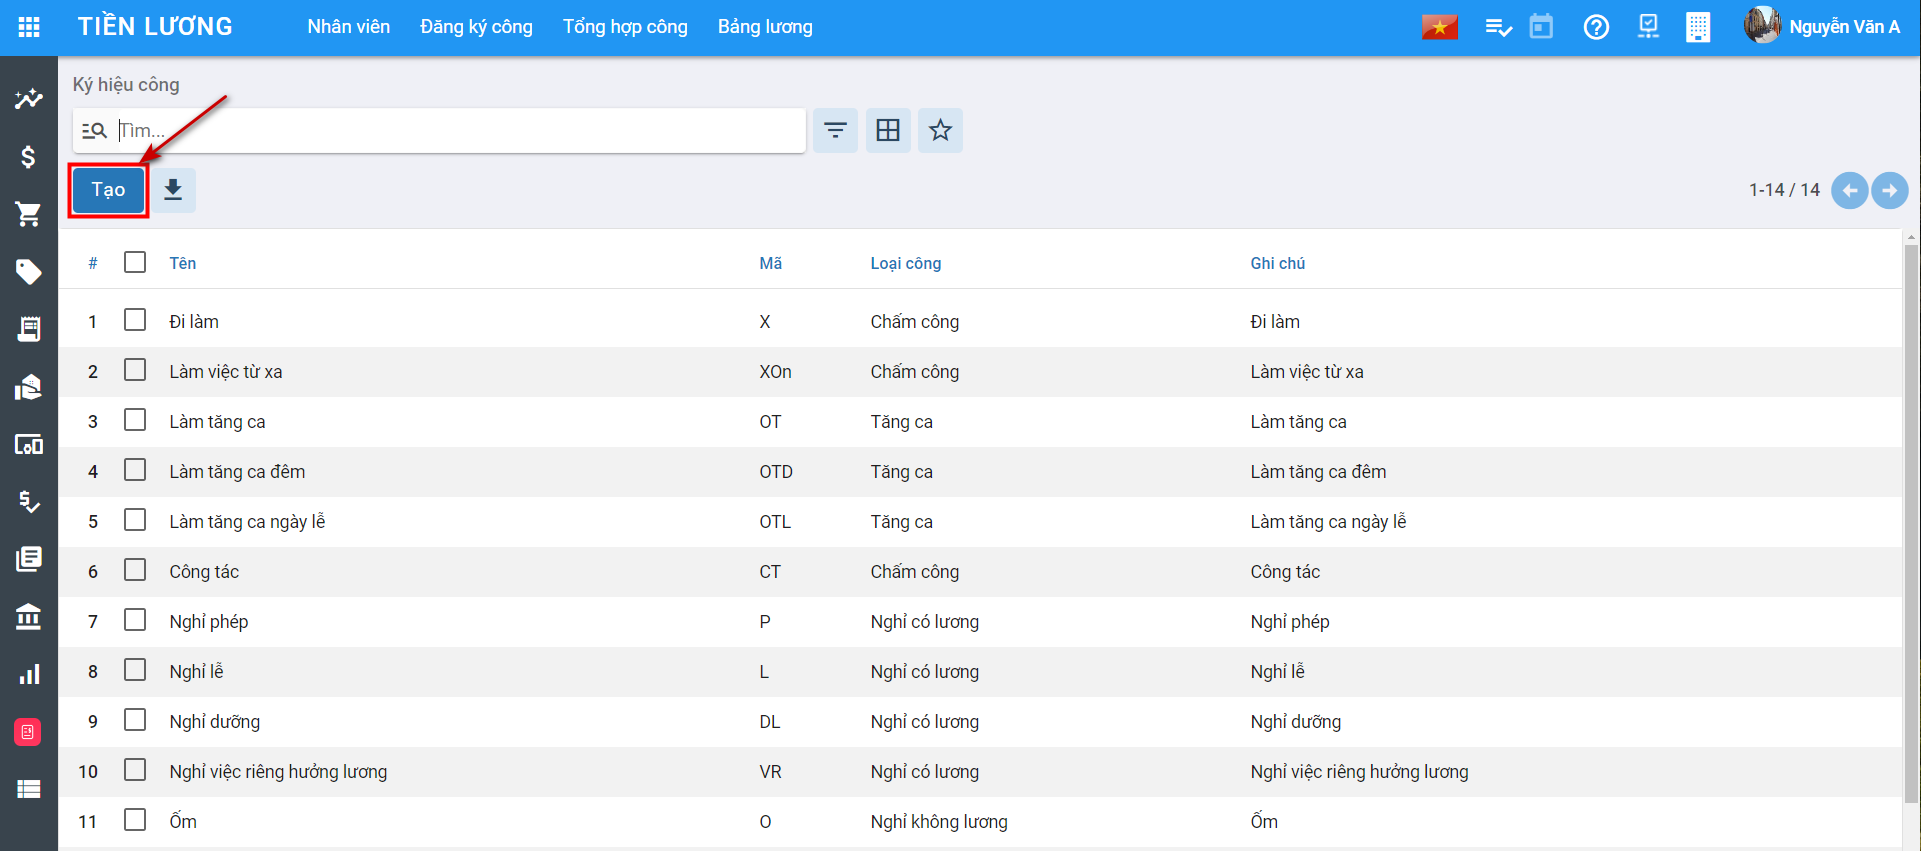 TIỀN LƯƠNG Nhân viên Đăng ký công Tổng hợp công Bảng lương Nguyễn Văn A
Ký hiệu công
Tìm...
Tạo 1-14 / 14
# Tên Mã Loại công Ghi chú
1 Đi làm X Chấm công Đi làm
2 Làm việc từ xa XOn Chấm công Làm việc từ xa
3 Làm tăng ca OT Tăng ca Làm tăng ca
4 Làm tăng ca đêm OTD Tăng ca Làm tăng ca đêm
5 Làm tăng ca ngày lễ OTL Tăng ca Làm tăng ca ngày lễ
6 Công tác CT Chấm công Công tác
7 Nghỉ phép P Nghỉ có lương Nghỉ phép
8 Nghỉ lễ L Nghỉ có lương Nghỉ lễ
9 Nghỉ dưỡng DL Nghỉ có lương Nghỉ dưỡng
10 Nghỉ việc riêng hưởng lương VR Nghỉ có lương Nghỉ việc riêng hưởng lương
11 Ốm O Nghỉ không lương Ốm